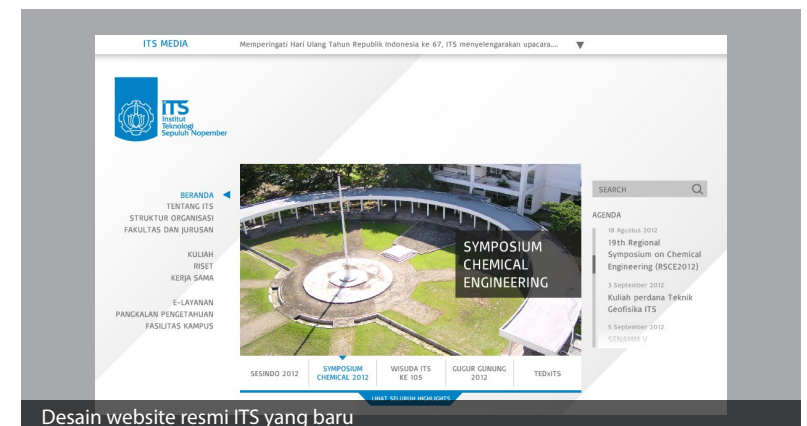 ITS MEDIA
Memperingati Hari Ulang Tahun Republik Indonesia ke 67, ITS menyelengarakan upacara....
ITS
Institut
Teknologi
Sepuluh Nopember
BERANDA
TENTANG ITS
STRUKTUR ORGANISASI
FAKULTAS DAN JURUSAN
KULIAH
RISET
KERJA SAMA
E-LAYANAN
PANGKALAN PENGETAHUAN
FASILITAS KAMPUS
SYMPOSIUM
CHEMICAL
ENGINEERING
SESINDO 2012
SYMPOSIUM
CHEMICAL 2012
WISUDA ITS
KE 105
GUGUR GUNUNG
2012
TEDxITS
LIHAT SELURUH HIGHLIGHTS
SEARCH
AGENDA
18 Agustus 2012
19th Regional
Symposium on Chemical
Engineering (RSCE2012)
3 September 2012
Kuliah perdana Teknik
Geofisika ITS
5 September 2012
SENAMM V
Desain website resmi ITS yang baru